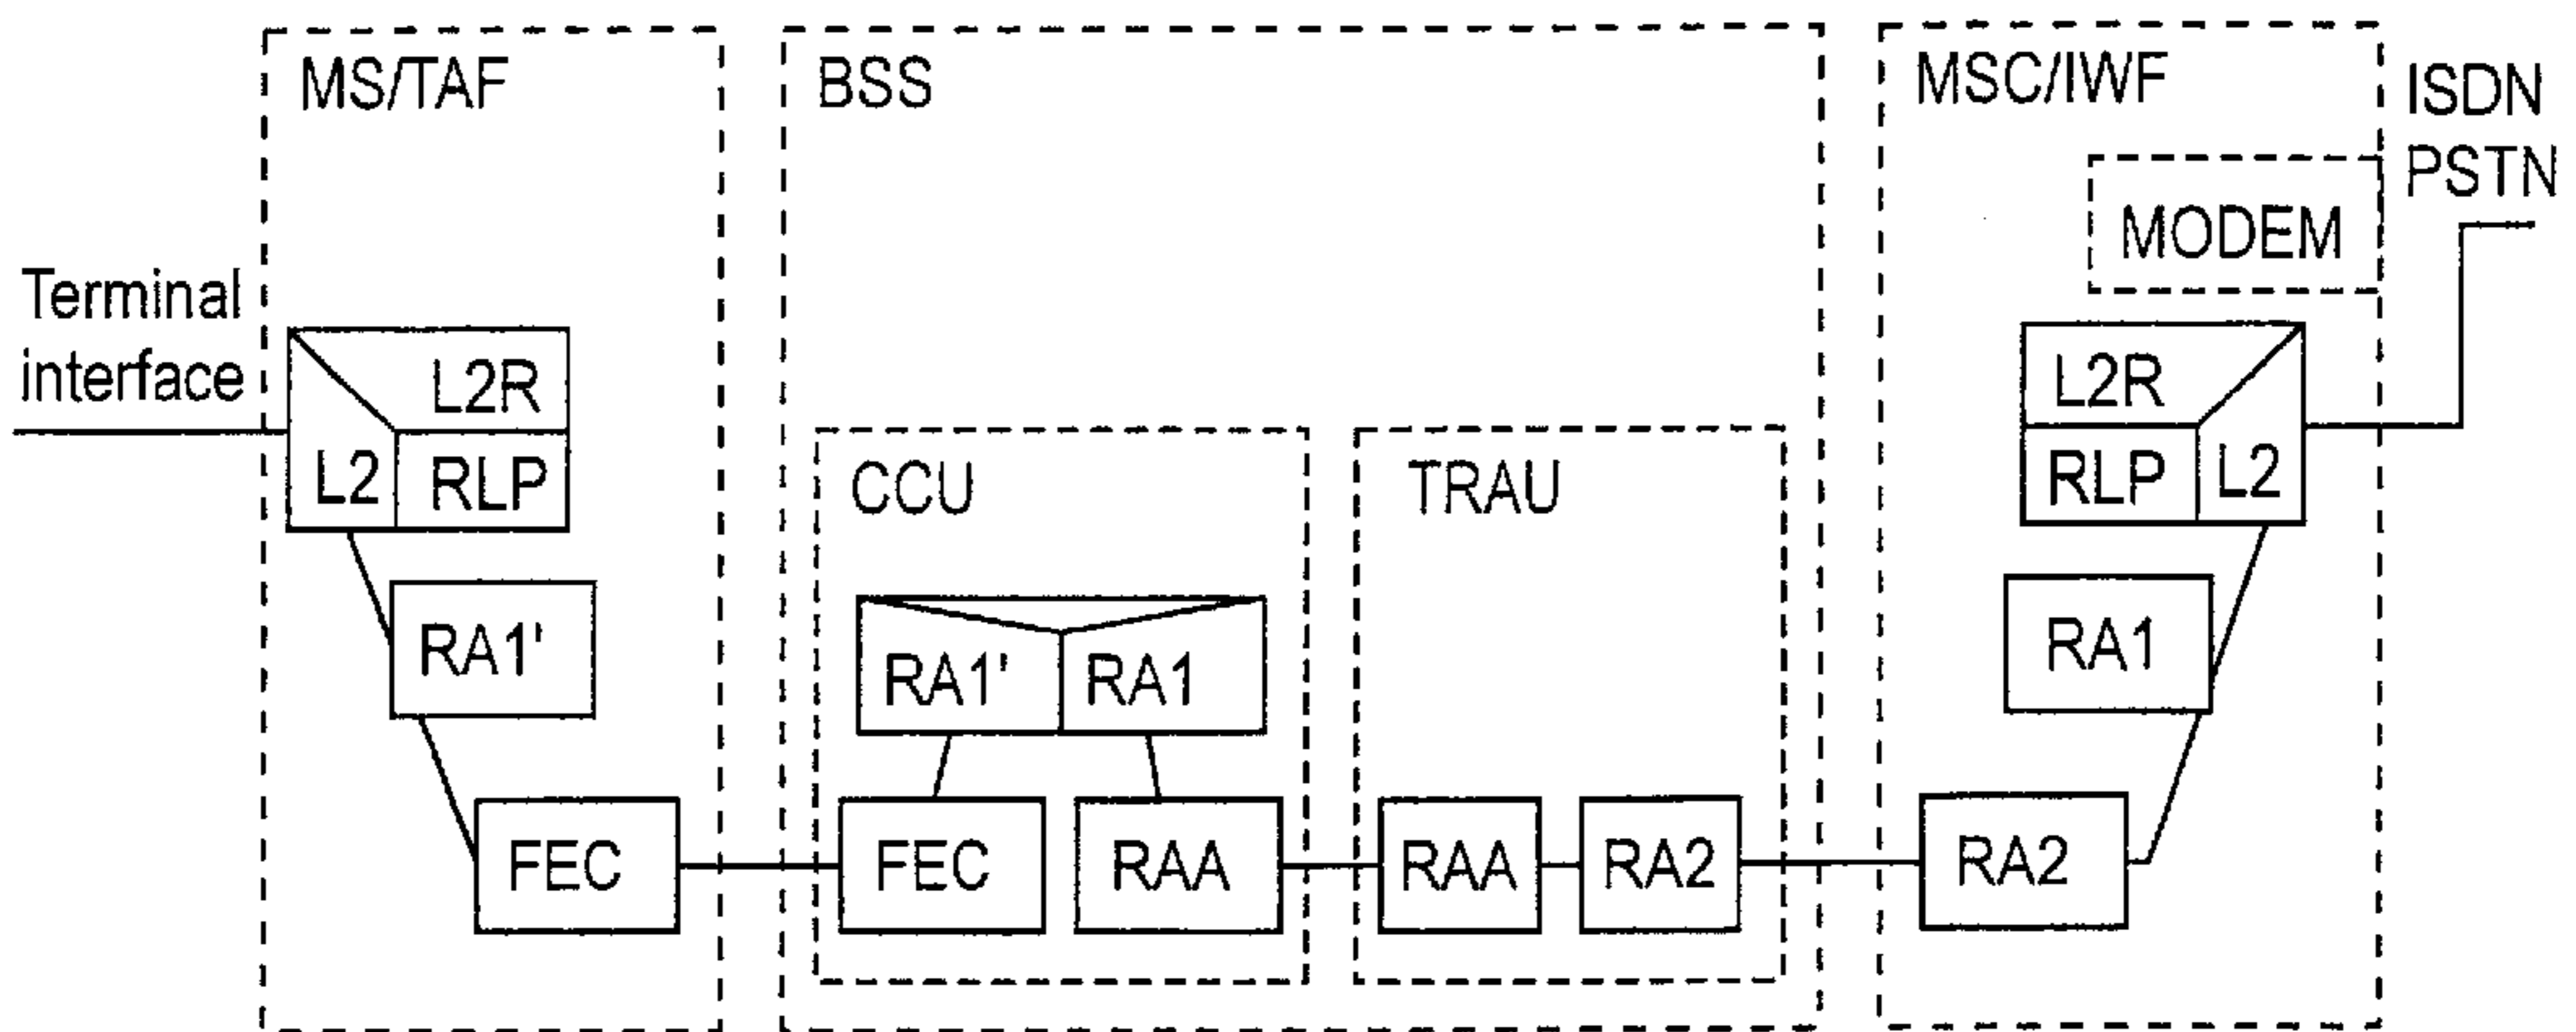 MS/TAF
BSS
MSC/IWF
ISDN
PSTN
MODEM
Terminal
interface
L2R
L2
RLP
RA1'
FEC
CCU
RA1'
RA1
FEC
RAA
TRAU
RAA
RA2
L2R
RLP
L2
RA1
RA2